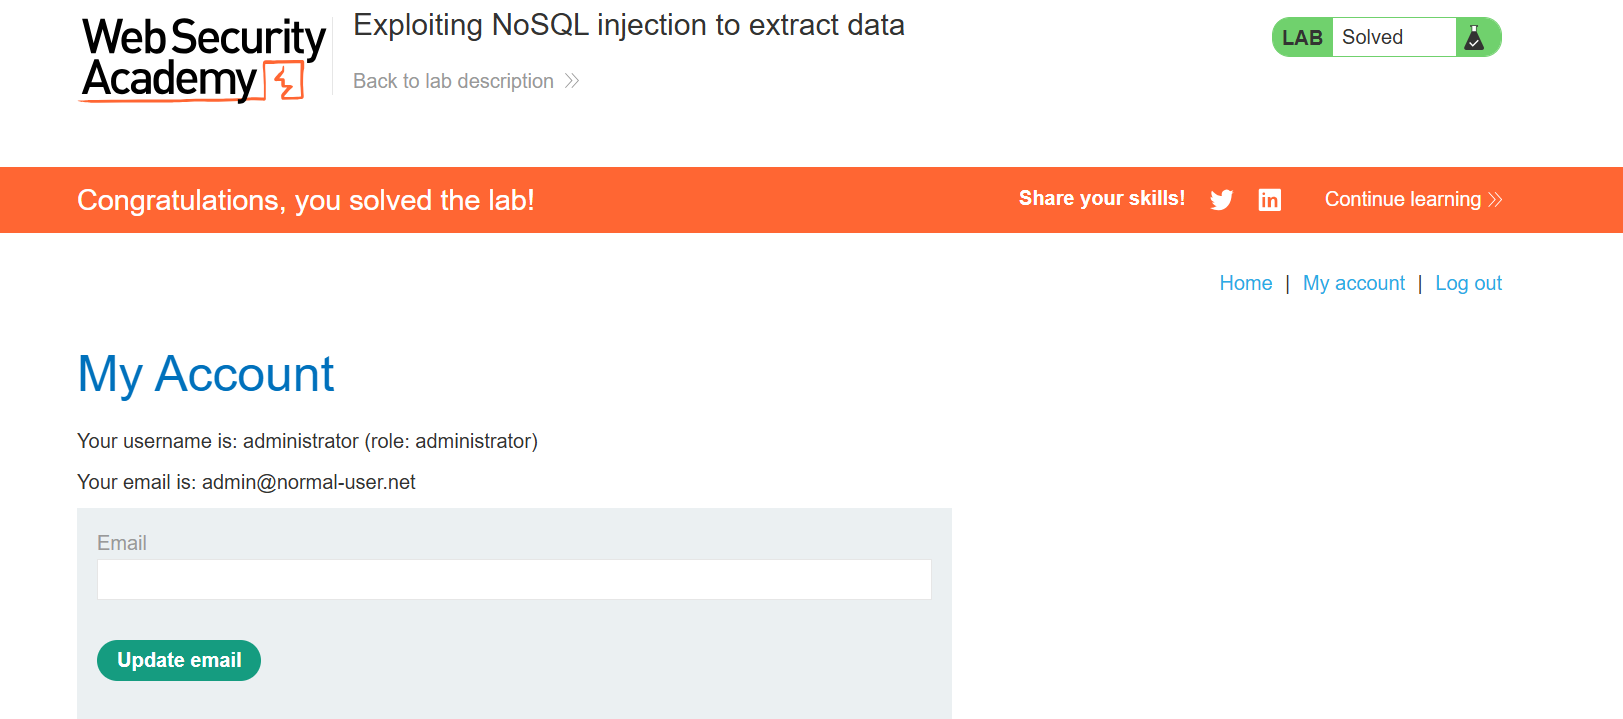 Web Security
Academy
Exploiting NoSQL injection to extract data
Back to lab description
LAB Solved
Congratulations, you solved the lab!
Share your skills!
Continue learning
Home | My account | Log out
My Account
Your username is: administrator (role: administrator)
Your email is: admin@normal-user.net
Email
Update email